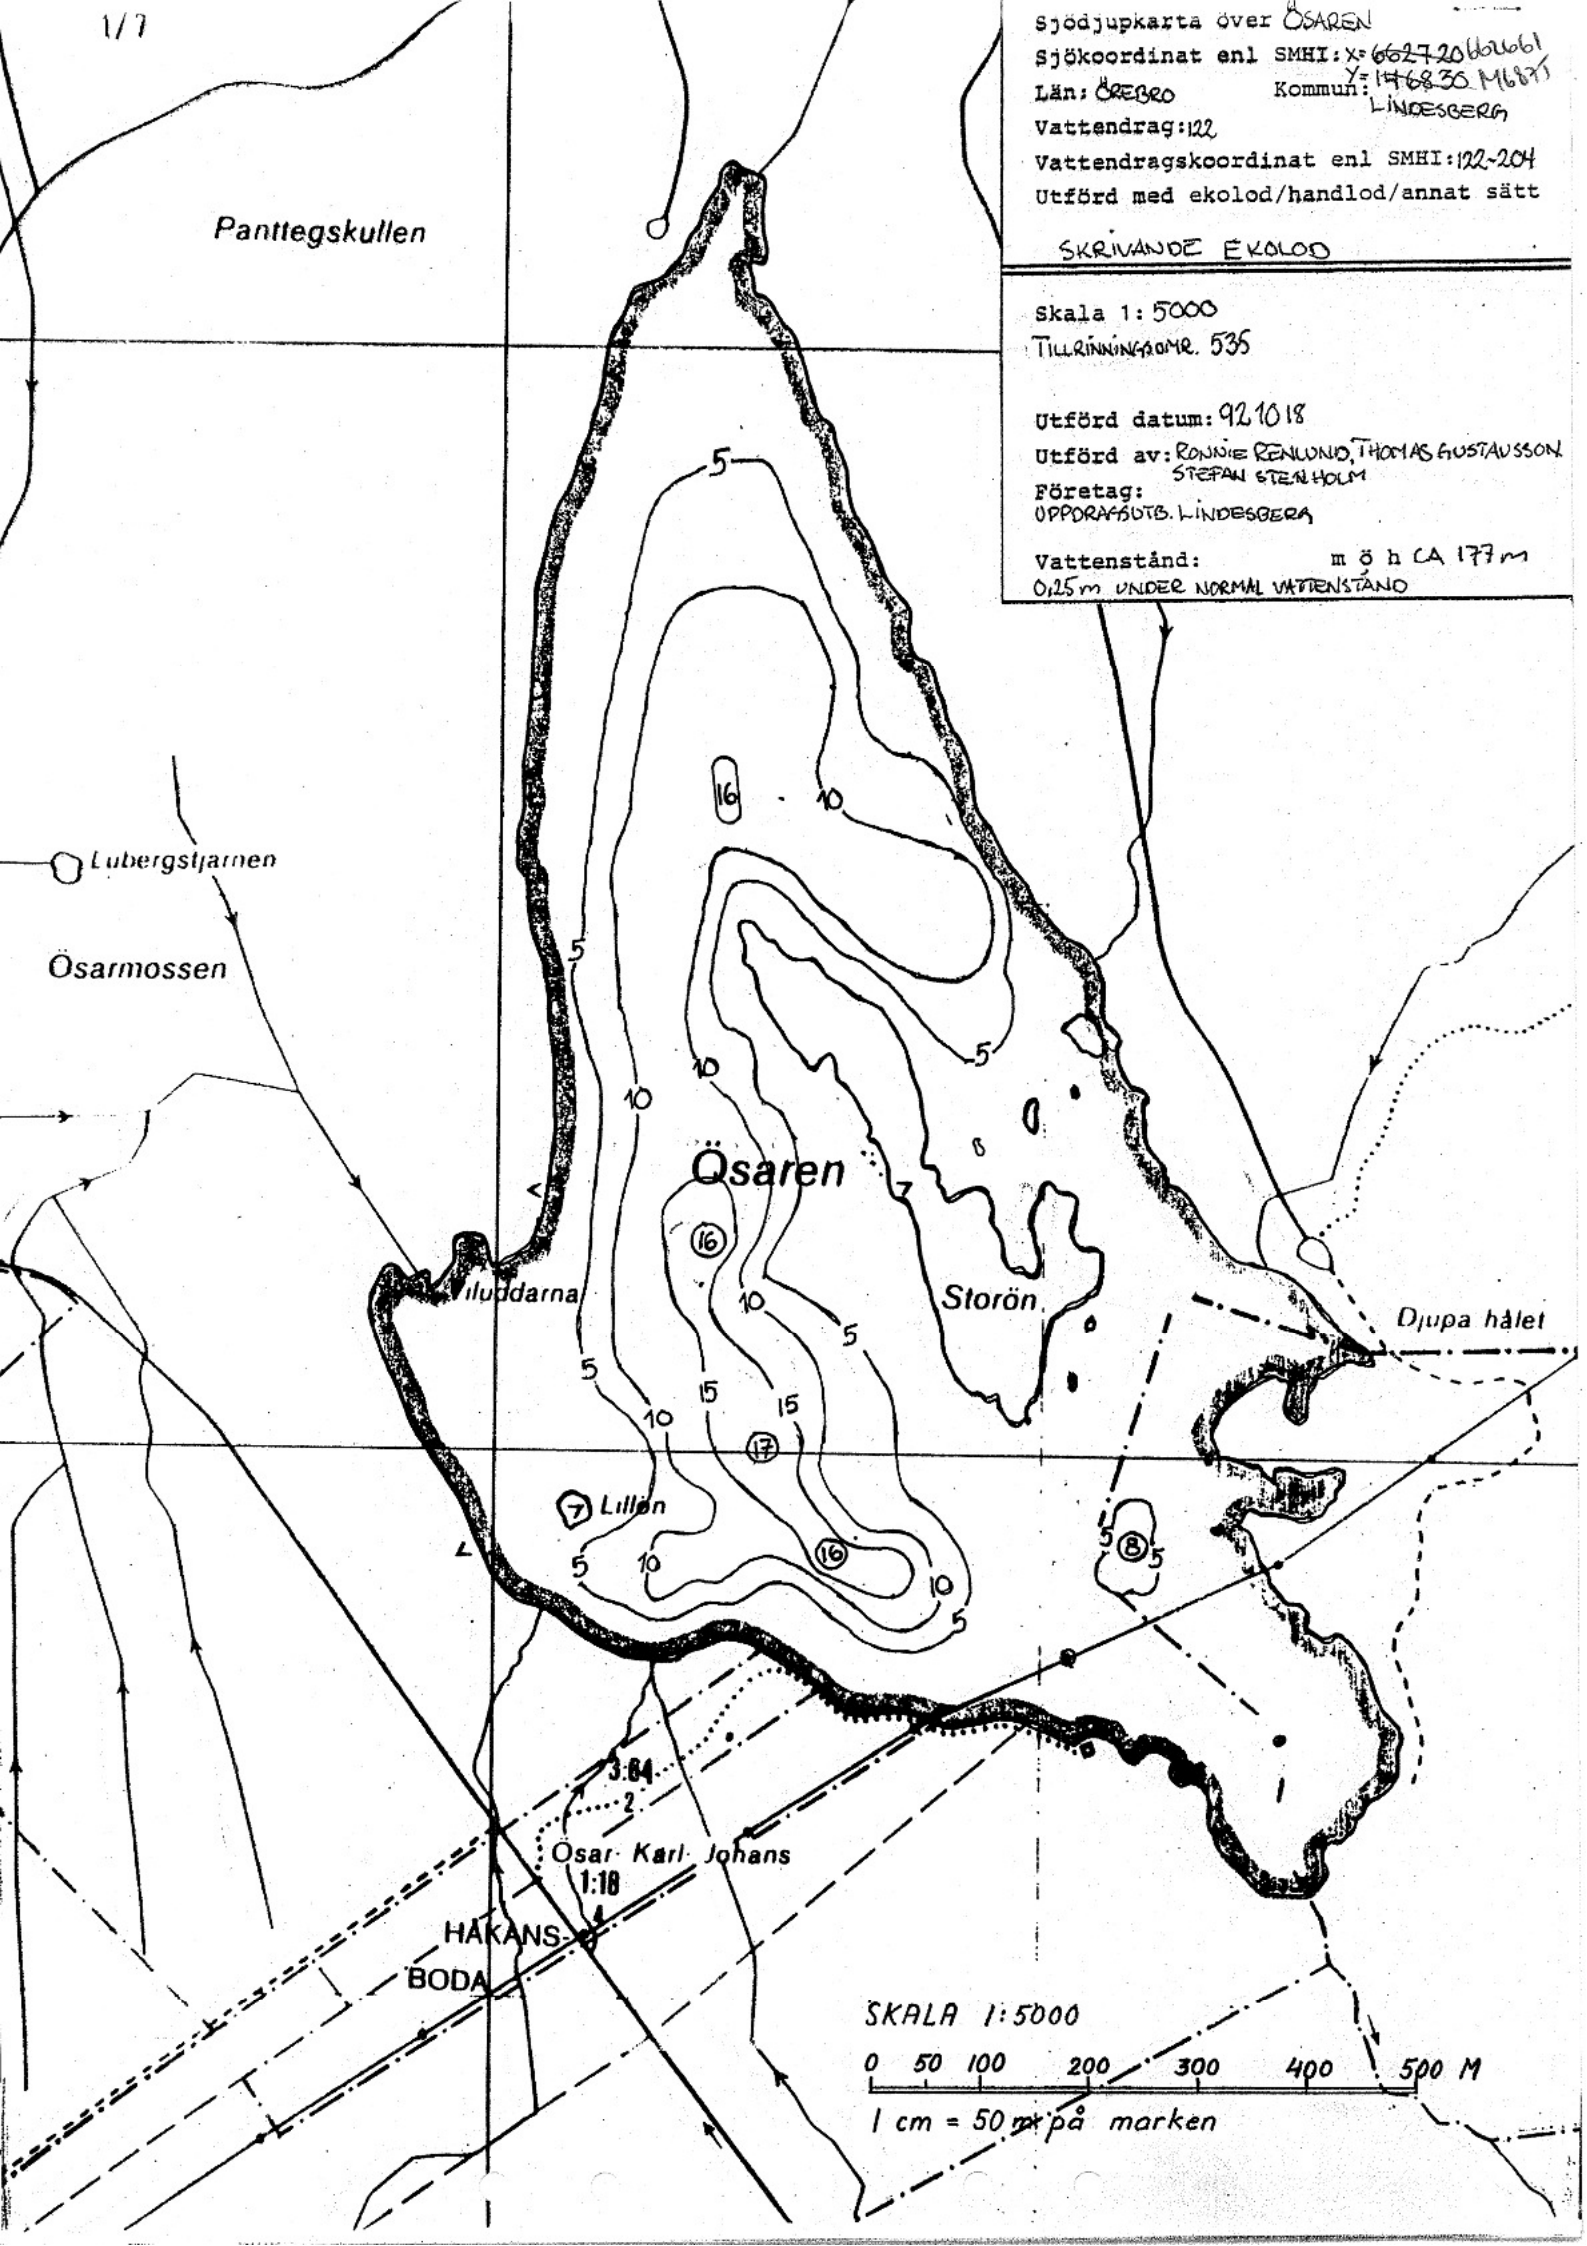 1/7
Sjödjupkarta över ÖSAREN
Sjökoordinat enl SMHI: X= 662720 662661
Y= 146830
Län: ÖREBRO Kommun: LINDESBERG
Vattendrag: 122
Vattendragskoordinat enl SMHI: 122-204
Utförd med ekolod/handlod/annat sätt
SKRIVANDE EKOLOD
Skala 1: 5000
TILLRINNINGSOMR. 535
Utförd datum: 921018
Utförd av: RONNIE RENLUND, THOMAS GUSTAVSSON
STEFAN STENHOLM
Företag:
UPPDRAGSUTB. LINDESBERG
Vattenstånd: m ö h CA 177 m
0,25 m UNDER NORMAL VATTENSTÅND
Panttegskullen
5
16
10
Lubergstjärnen
5
Ösarmossen
5
10
10
Ösaren
16
Viluddarna
10
Storön
Djupa hålet
5
5
15
15
10
17
Lillön
5
10
16
5
8
5
10
5
3:64
2
Ösar- Karl- Johans
1:18
4
HÅKANS-
BODA
SKALA 1:5000
0 50 100 200 300 400 500 M
1 cm = 50 m på marken